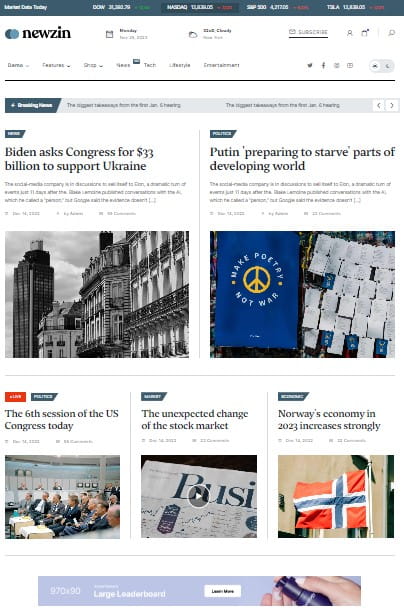 Market Data Today DOW 31,380.79 NASDAQ 13,839.05 S&P 500 4,217.05 TSLA 13,839.05
newzin Monday SUBSCRIBE
Nov 20, 2023 New York
Demo Features Shop News Tech Lifestyle Entertainment
Breaking News The biggest takeaways from the first Jan. 6 hearing The biggest takeaways from the first Jan. 6 hearing
NEWS
Biden asks Congress for $33
billion to support Ukraine
The social-media company is in discussions to sell itself to Elon, a dramatic turn of
events just 11 days after the. Blake Lemoine published conversations with the AI,
which he called a "person," but Google said the evidence doesn't [...]
Dec 14, 2022 by Admin Comments
POLITICS
Putin 'preparing to starve' parts of
developing world
The social-media company is in discussions to sell itself to Elon, a dramatic turn of
events just 11 days after the. Blake Lemoine published conversations with the AI,
which he called a "person," but Google said the evidence doesn't [...]
Dec 14, 2022 by Admin 22 Comments
MAKE POETRY
NOT WAR
LIVE POLITICS
The 6th session of the US
Congress today
Dec 14, 2022 Comments
MARKET
The unexpected change
of the stock market
Dec 14, 2022 22 Comments
Busi
ECONOMIC
Norway's economy in
2023 increases strongly
Dec 14, 2022 22 Comments
970x90
Large Leaderboard
Learn More